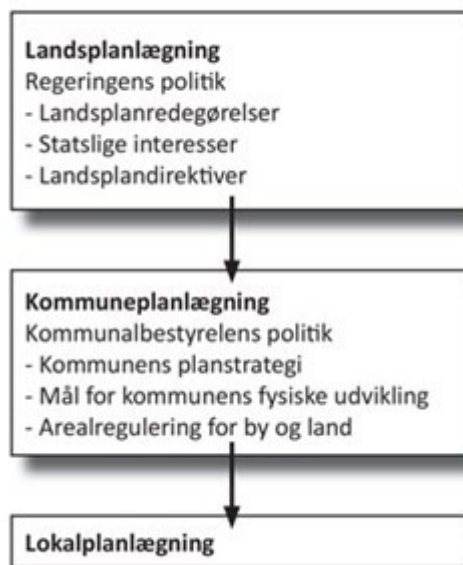 Landsplanlægning
Regeringens politik
- Landsplanredegørelser
- Statslige interesser
- Landsplandirektiver
Kommuneplanlægning
Kommunalbestyrelens politik
- Kommunens planstrategi
- Mål for kommunens fysiske udvikling
- Arealregulering for by og land
Lokalplanlægning